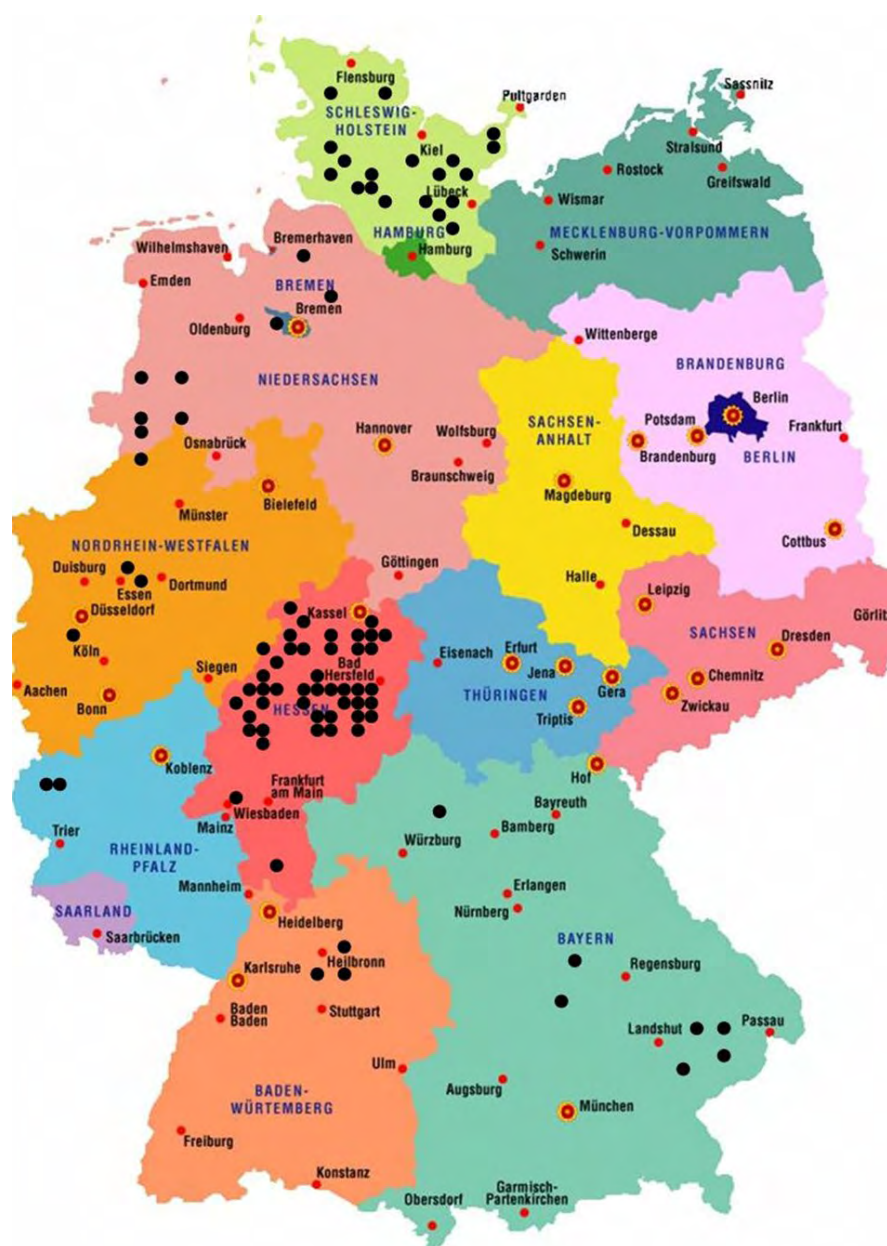 Flensburg
Puttgarden
Sassnitz
SCHLESWIG-
HOLSTEIN
Kiel
Stralsund
Rostock
Greifswald
Lübeck
Wismar
MECKLENBURG-VORPOMMERN
HAMBURG
Hamburg
Schwerin
Wilhelmshaven
Bremerhaven
Emden
BREMEN
Bremen
Oldenburg
Wittenberge
BRANDENBURG
NIEDERSACHSEN
Berlin
Hannover
Wolfsburg
SACHSEN-
ANHALT
Potsdam
Frankfurt
Osnabrück
Braunschweig
Brandenburg
BERLIN
Bielefeld
Magdeburg
Münster
Dessau
Cottbus
NORDRHEIN-WESTFALEN
Duisburg
Essen
Dortmund
Göttingen
Halle
Leipzig
Düsseldorf
Kassel
Görlit
SACHSEN
Dresden
Köln
Bad
Hersfeld
Eisenach
Erfurt
Jena
Gera
Chemnitz
Aachen
Siegen
THÜRINGEN
Zwickau
Bonn
HESSEN
Triptis
Koblenz
Hof
Frankfurt
am Main
Wiesbaden
Mainz
Bayreuth
Trier
Würzburg
Bamberg
RHEINLAND-
PFALZ
Mannheim
Erlangen
SAARLAND
Heidelberg
Nürnberg
Saarbrücken
BAYERN
Heilbronn
Karlsruhe
Regensburg
Baden
Baden
Stuttgart
Landshut
Passau
Ulm
Augsburg
BADEN-
WÜRTEMBERG
München
Freiburg
Konstanz
Obersdorf
Garmisch-
Partenkirchen